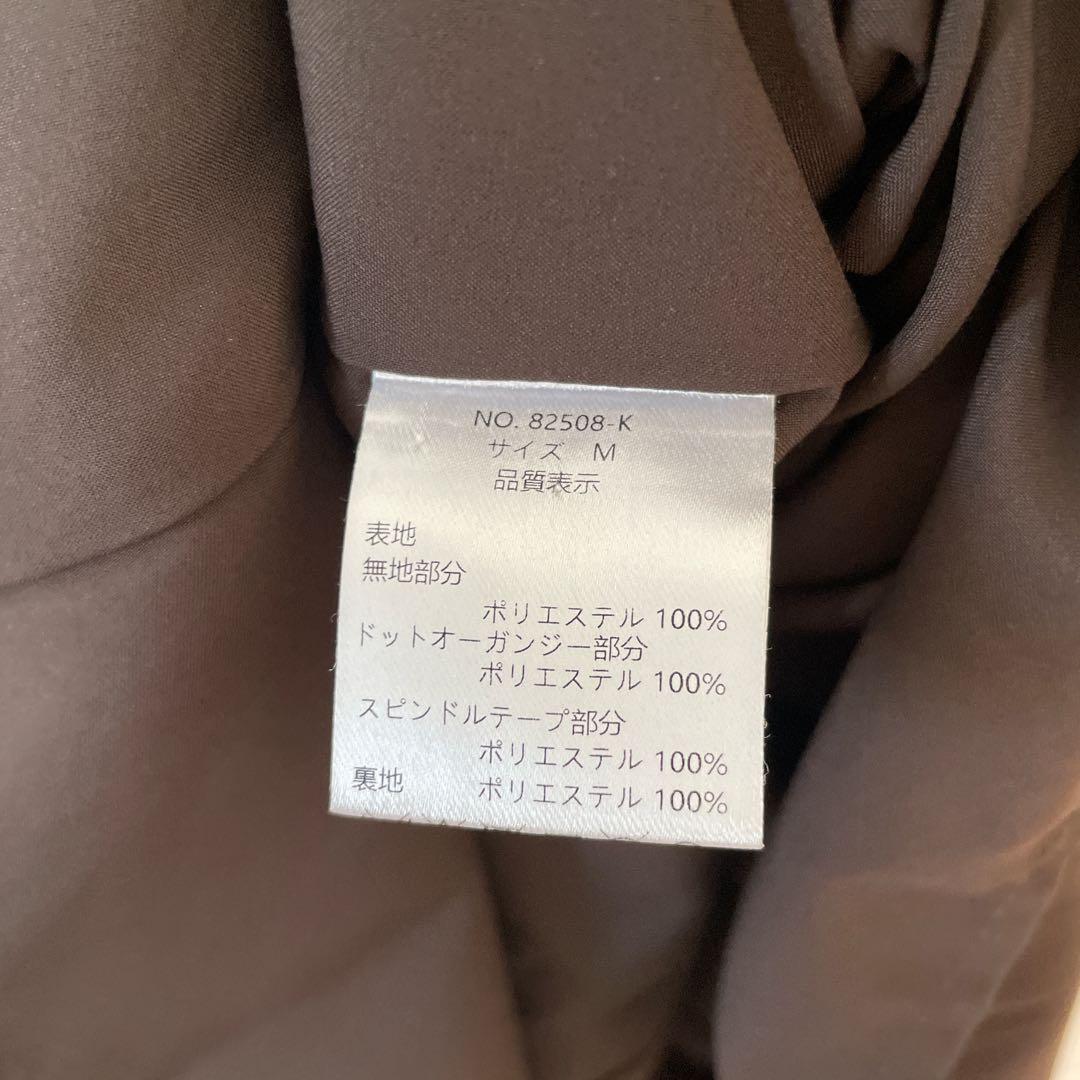 NO. 82508-K
サイズ M
品質表示
表地
無地部分
ポリエステル 100%
ドットオーガンジー部分
ポリエステル 100%
スピンドルテープ部分
ポリエステル 100%
裏地 ポリエステル 100%